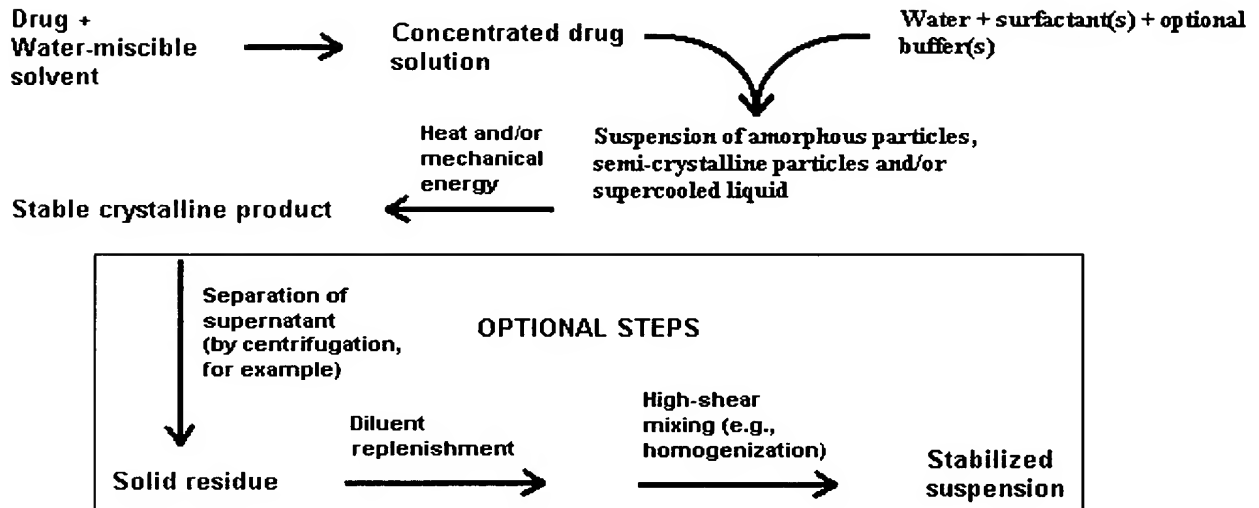 Drug +
Water-miscible
solvent
Concentrated drug
solution
Water + surfactant(s) + optional
buffer(s)
Suspension of amorphous particles,
semi-crystalline particles and/or
supercooled liquid
Heat and/or
mechanical
energy
Stable crystalline product
Separation of
supernatant
(by centrifugation,
for example)
OPTIONAL STEPS
Solid residue
Diluent
replenishment
High-shear
mixing (e.g.,
homogenization)
Stabilized
suspension